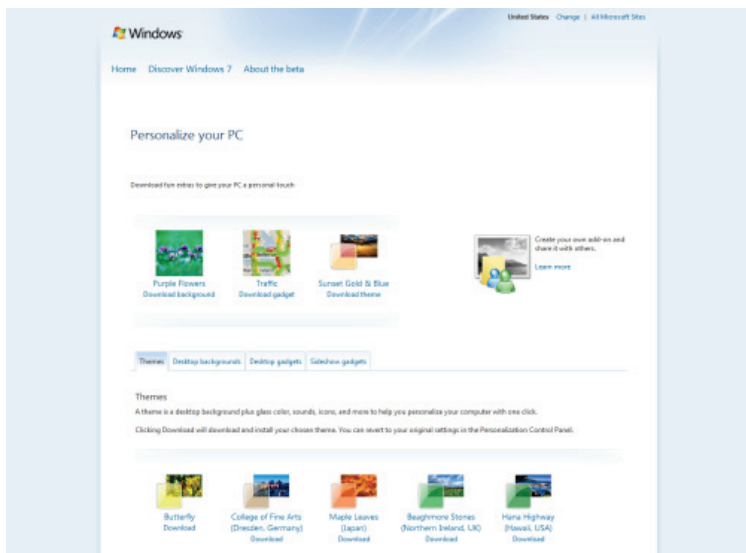 United States Change | All Microsoft Sites
Windows
Home Discover Windows 7 About the beta
Personalize your PC
Download fun extras to give your PC a personal touch
Create your own add-on and
share it with others.
Learn more
Purple Flowers Traffic Sunset Gold & Blue
Download background Download gadget Download theme
Themes Desktop backgrounds Desktop gadgets Sideshow gadgets
Themes
A theme is a desktop background plus glass color, sounds, icons, and more to help you personalize your computer with one click.
Clicking Download will download and install your chosen theme. You can revert to your original settings in the Personalization Control Panel.
Butterfly College of Fine Arts Maple Leaves Beaghmore Stones Hana Highway
Download (Dresden, Germany) (Japan) (Northern Ireland, UK) (Hawaii, USA)
Download Download Download Download